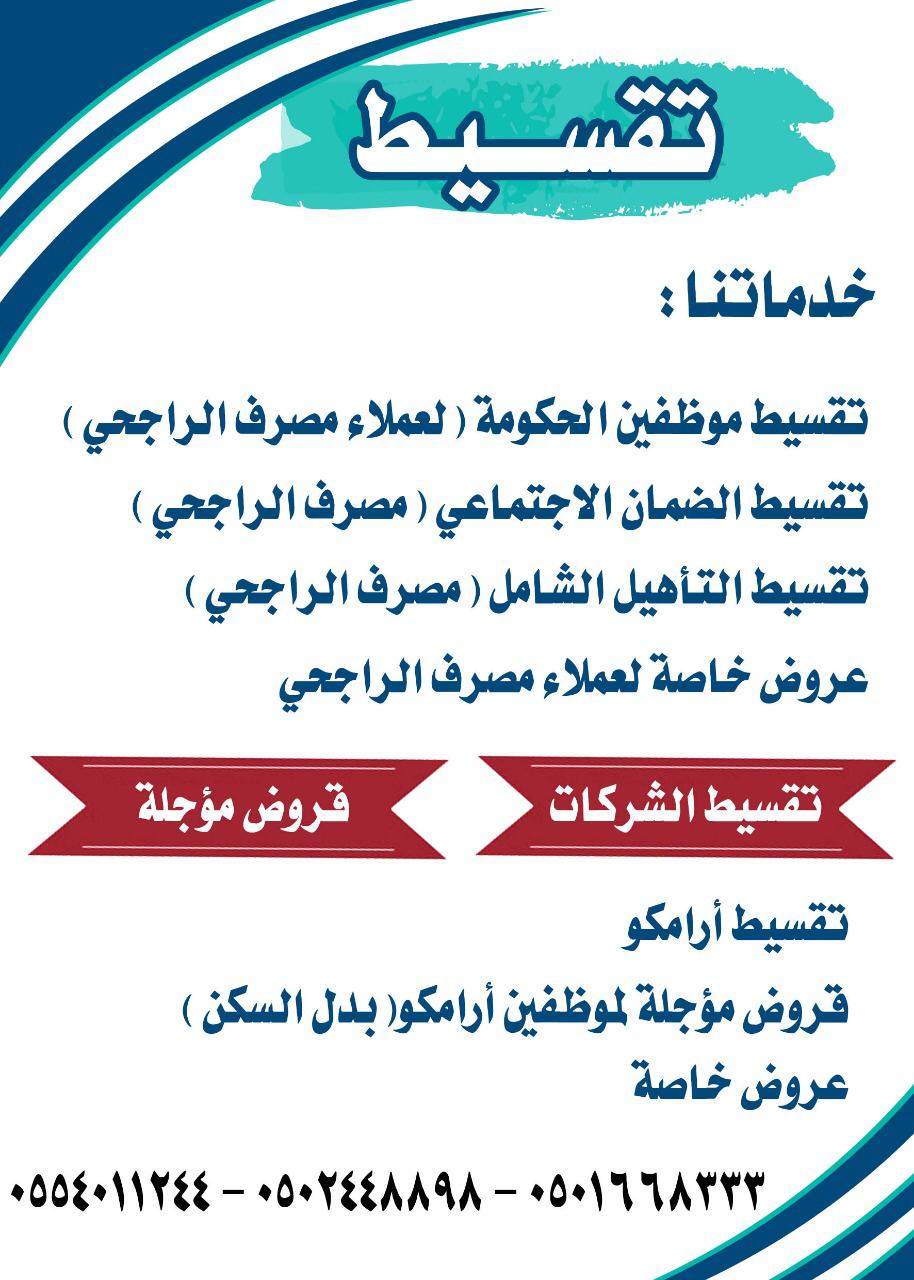 تقسيط
خدماتنا :
تقسيط موظفين الحكومة ( لعملاء مصرف الراجحي )
تقسيط الضمان الاجتماعي ( مصرف الراجحي )
تقسيط التأهيل الشامل ( مصرف الراجحي )
عروض خاصة لعملاء مصرف الراجحي
تقسيط الشركات
قروض مؤجلة
تقسيط أرامكو
قروض مؤجلة لموظفين أرامكو( بدل السكن )
عروض خاصة
٠٥٥٤٠١١٢٤٤ – ٠٥٠٢٤٤٨٨٩٨ – ٠٥٠١٦٦٨٣٣٣